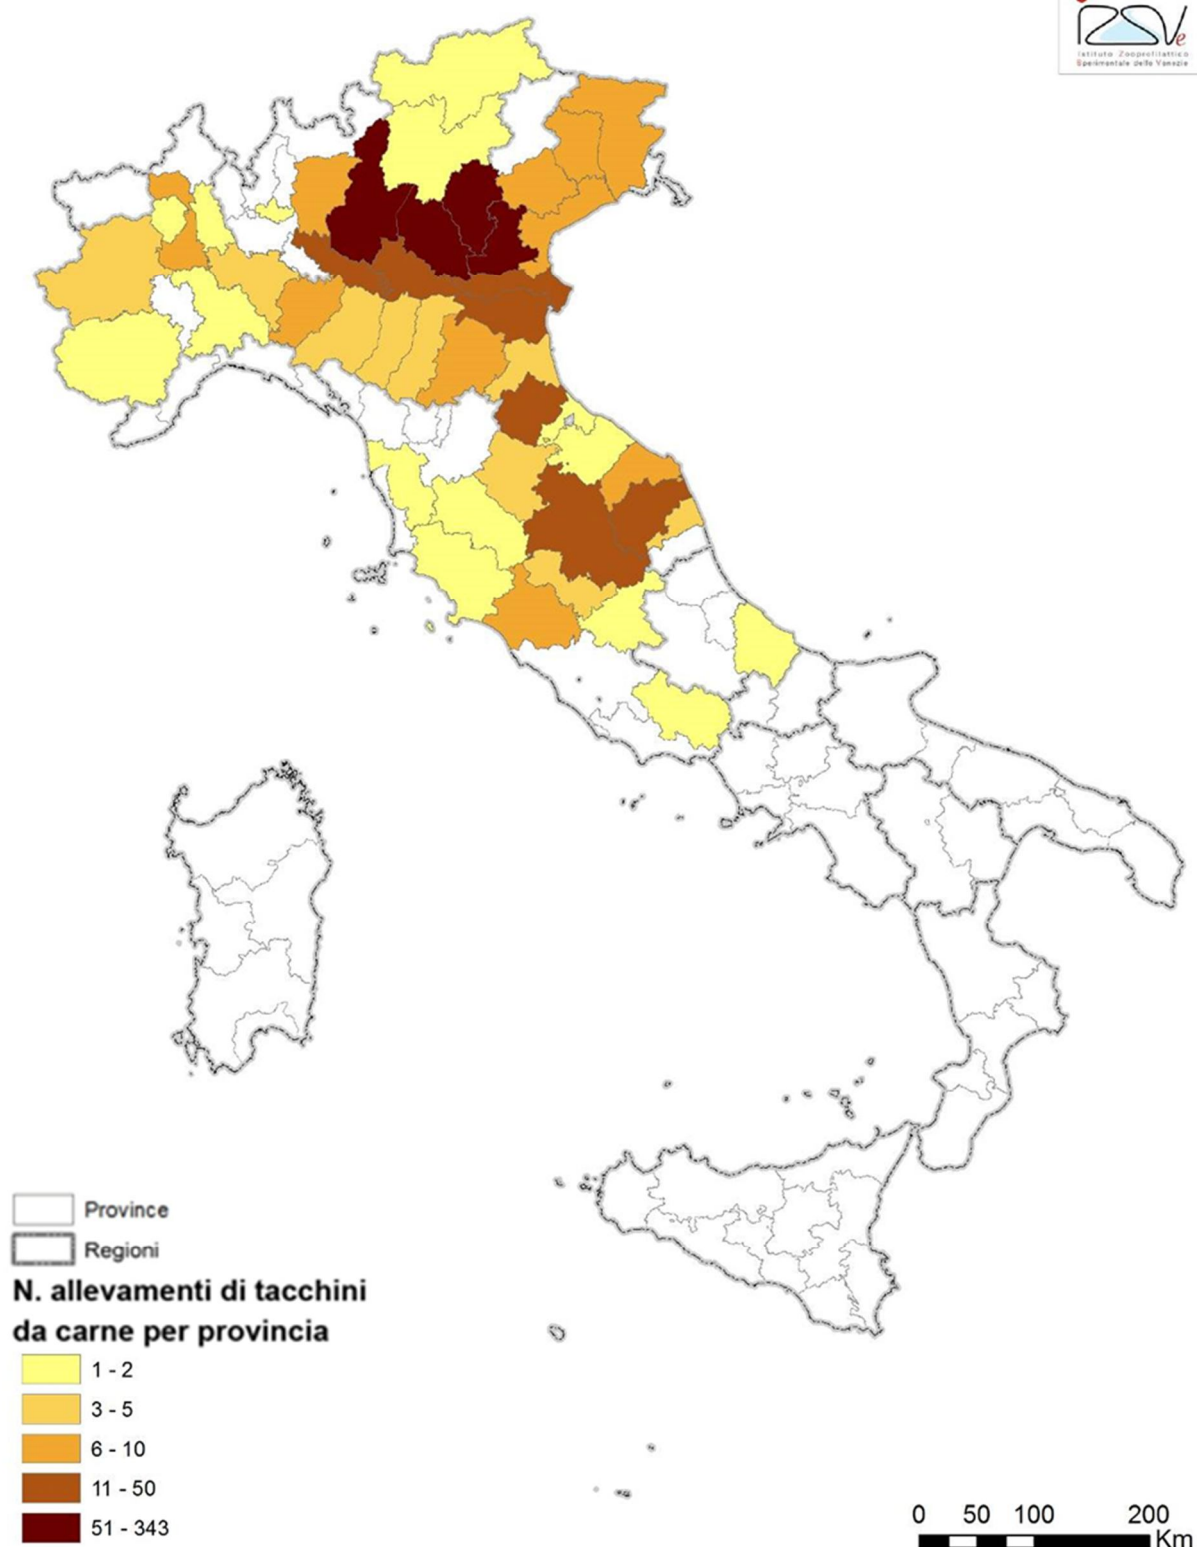 IZSVe
Istituto Zooprofilattico
Sperimentale delle Venezie
Province
Regioni
N. allevamenti di tacchini
da carne per provincia
1 - 2
3 - 5
6 - 10
11 - 50
51 - 343
0 50 100 200
Km